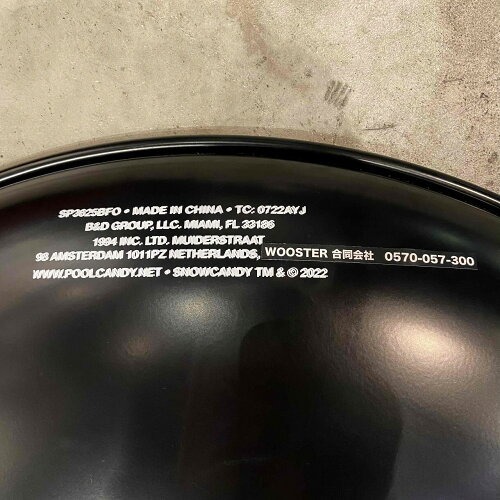 SP3625BFO • MADE IN CHINA • TC: 0722AYJ
B&D GROUP, LLC. MIAMI, FL 33186
1994 INC. LTD. MUIDERSTRAAT
98 AMSTERDAM 1011PZ NETHERLANDS, WOOSTER 合同会社 0570-057-300
WWW.POOLCANDY.NET • SNOWCANDY TM & © 2022